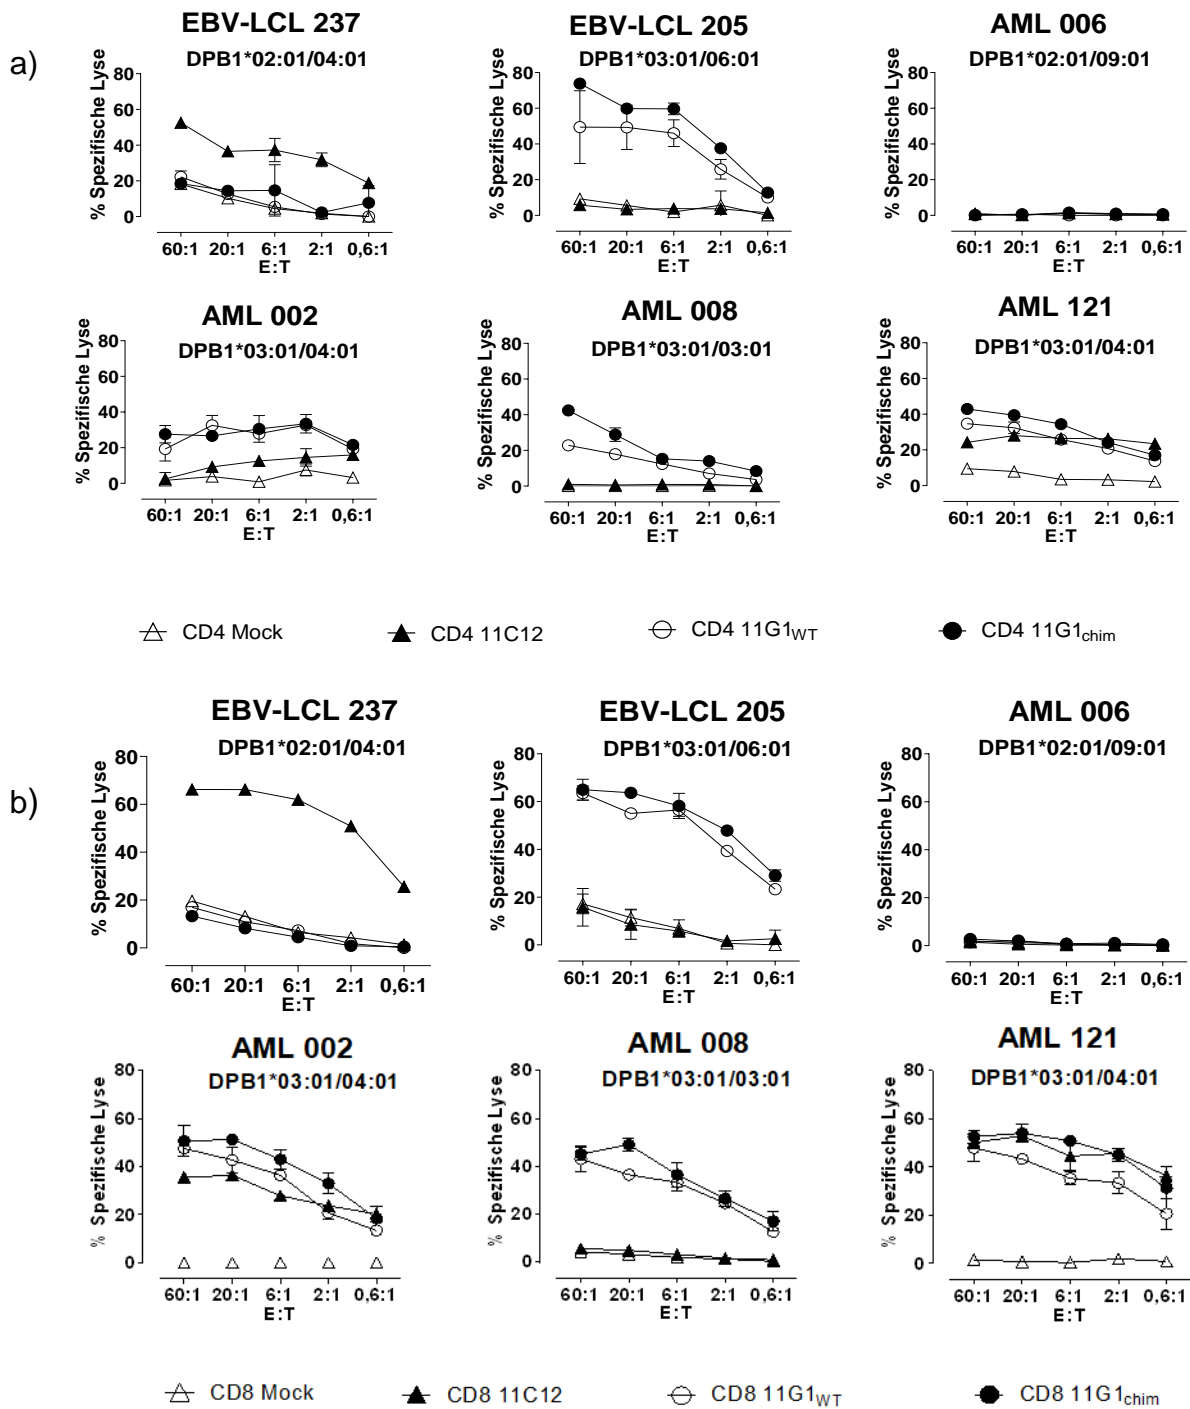 a)
EBV-LCL 237
DPB1*02:01/04:01
% Spezifische Lyse
80
60
40
20
0
60:1 20:1 6:1 2:1 0,6:1
E:T
EBV-LCL 205
DPB1*03:01/06:01
% Spezifische Lyse
80
60
40
20
0
60:1 20:1 6:1 2:1 0,6:1
E:T
AML 006
DPB1*02:01/09:01
% Spezifische Lyse
80
60
40
20
0
60:1 20:1 6:1 2:1 0,6:1
E:T
AML 002
DPB1*03:01/04:01
% Spezifische Lyse
80
60
40
20
0
60:1 20:1 6:1 2:1 0,6:1
E:T
AML 008
DPB1*03:01/03:01
% Spezifische Lyse
80
60
40
20
0
60:1 20:1 6:1 2:1 0,6:1
E:T
AML 121
DPB1*03:01/04:01
% Spezifische Lyse
80
60
40
20
0
60:1 20:1 6:1 2:1 0,6:1
E:T
CD4 Mock CD4 11C12 CD4 11G1WT CD4 11G1chim
b)
EBV-LCL 237
DPB1*02:01/04:01
% Spezifische Lyse
80
60
40
20
0
60:1 20:1 6:1 2:1 0,6:1
E:T
EBV-LCL 205
DPB1*03:01/06:01
% Spezifische Lyse
80
60
40
20
0
60:1 20:1 6:1 2:1 0,6:1
E:T
AML 006
DPB1*02:01/09:01
% Spezifische Lyse
80
60
40
20
0
60:1 20:1 6:1 2:1 0,6:1
E:T
AML 002
DPB1*03:01/04:01
% Spezifische Lyse
80
60
40
20
0
60:1 20:1 6:1 2:1 0,6:1
E:T
AML 008
DPB1*03:01/03:01
% Spezifische Lyse
80
60
40
20
0
60:1 20:1 6:1 2:1 0,6:1
E:T
AML 121
DPB1*03:01/04:01
% Spezifische Lyse
80
60
40
20
0
60:1 20:1 6:1 2:1 0,6:1
E:T
CD8 Mock CD8 11C12 CD8 11G1WT CD8 11G1chim